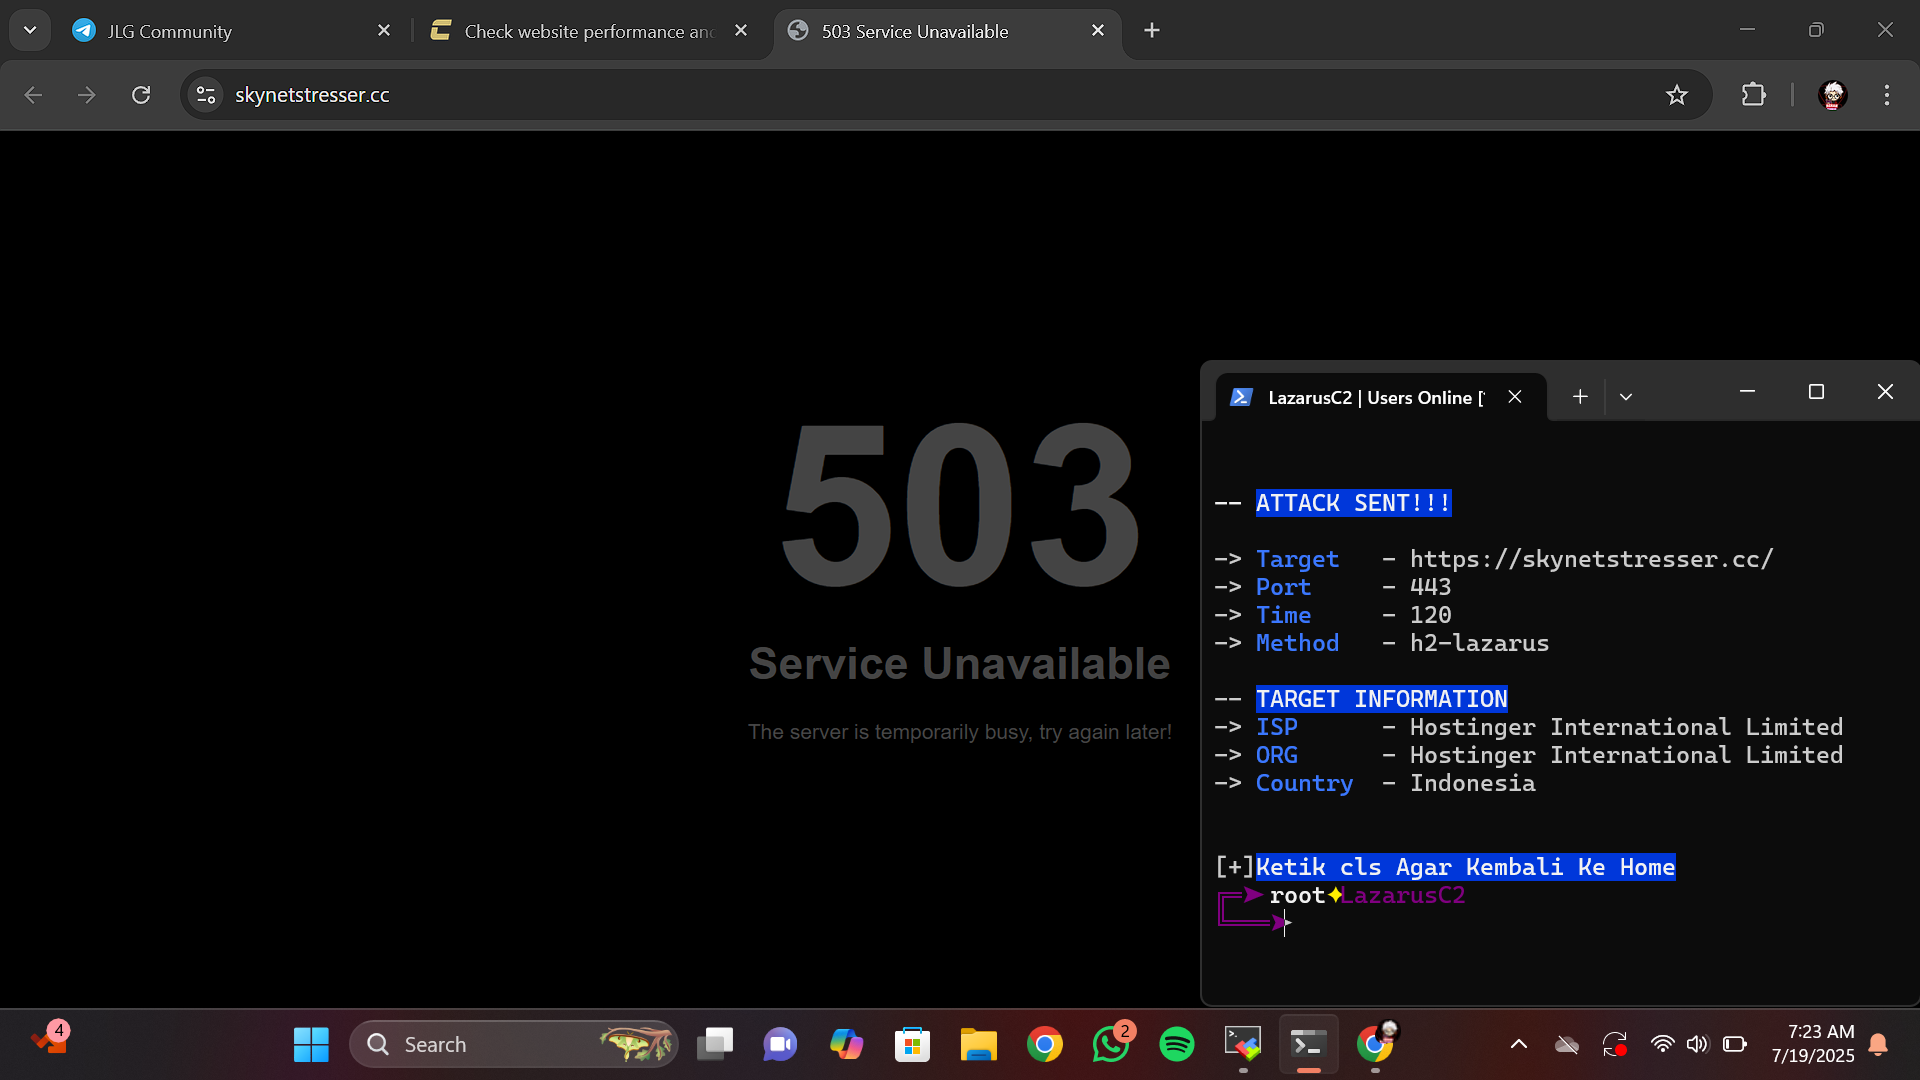 JLG Community
Check website performance and
503 Service Unavailable
skynetstresser.cc
503
Service Unavailable
The server is temporarily busy, try again later!
LazarusC2 | Users Online [
-- ATTACK SENT!!!
-> Target - https://skynetstresser.cc/
-> Port - 443
-> Time - 120
-> Method - h2-lazarus
-- TARGET INFORMATION
-> ISP - Hostinger International Limited
-> ORG - Hostinger International Limited
-> Country - Indonesia
[+]Ketik cls Agar Kembali Ke Home
root✦LazarusC2
4
Search
2
7:23 AM
7/19/2025